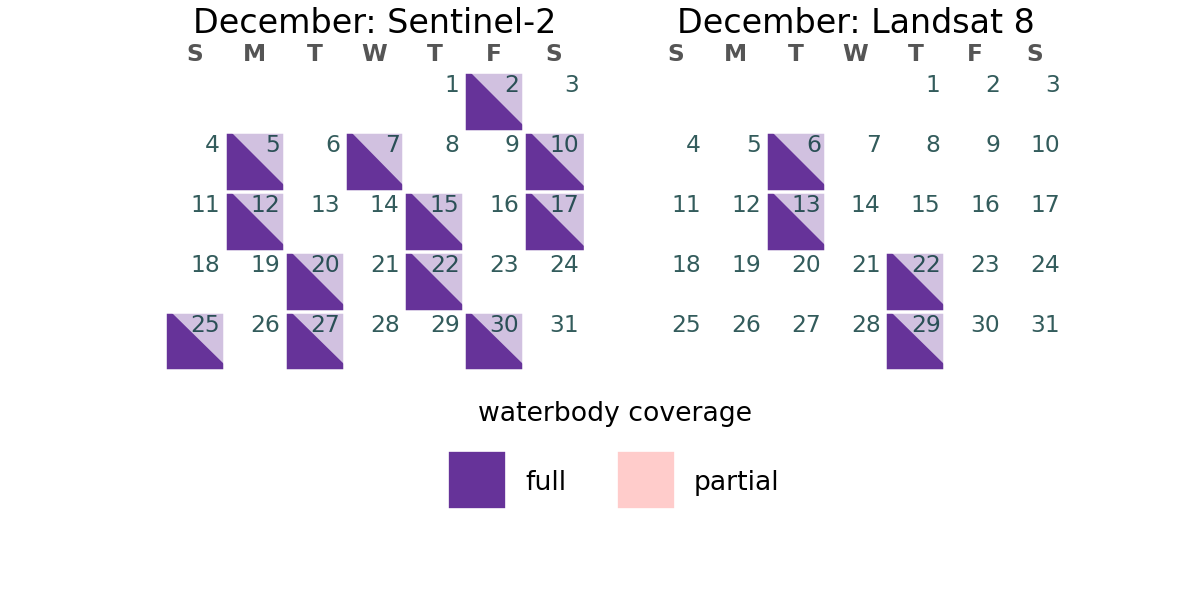 December: Sentinel-2
S M T W T F S
1 2 3
4 5 6 7 8 9 10
11 12 13 14 15 16 17
18 19 20 21 22 23 24
25 26 27 28 29 30 31
December: Landsat 8
S M T W T F S
1 2 3
4 5 6 7 8 9 10
11 12 13 14 15 16 17
18 19 20 21 22 23 24
25 26 27 28 29 30 31
waterbody coverage
full partial